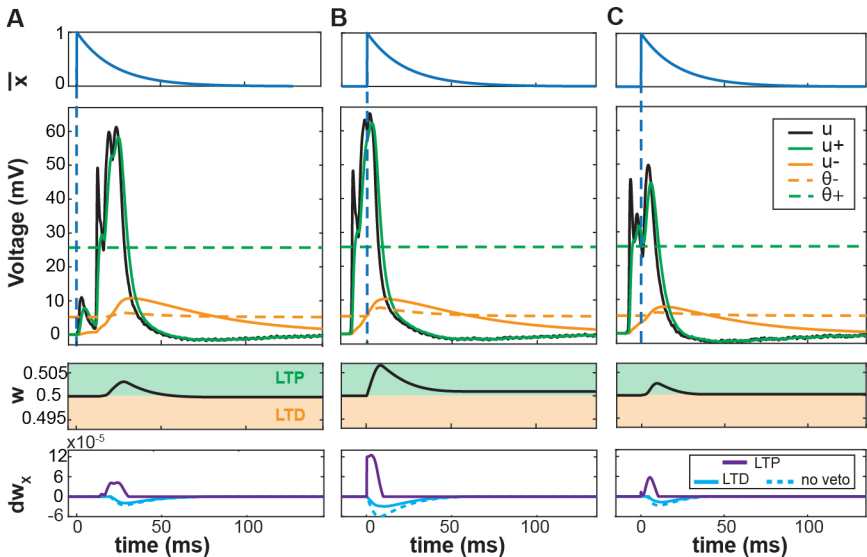 A
B
C
1
0
x̄
60
50
40
30
20
10
0
Voltage (mV)
u
u+
u-
θ-
θ+
0.505
0.5
0.495
w
LTP
LTD
x10⁻⁵
12
6
0
-6
dwₓ
LTP
LTD no veto
0 50 100
0 50 100
0 50 100
time (ms)
time (ms)
time (ms)